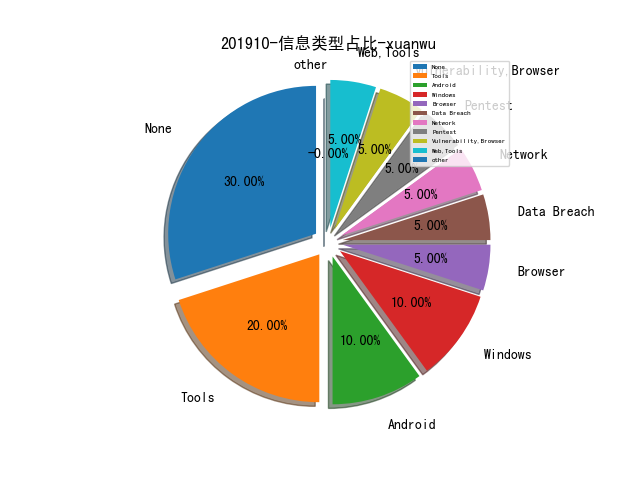 201910-信息类型占比-xuanwu
other
Web,Tools
Vulnerability,Browser
Pentest
Network
Data Breach
Browser
Windows
Android
Tools
None
30.00%
20.00%
10.00%
10.00%
5.00%
5.00%
5.00%
5.00%
5.00%
5.00%
-0.00%
None
Tools
Android
Windows
Browser
Data Breach
Network
Pentest
Vulnerability,Browser
Web,Tools
other